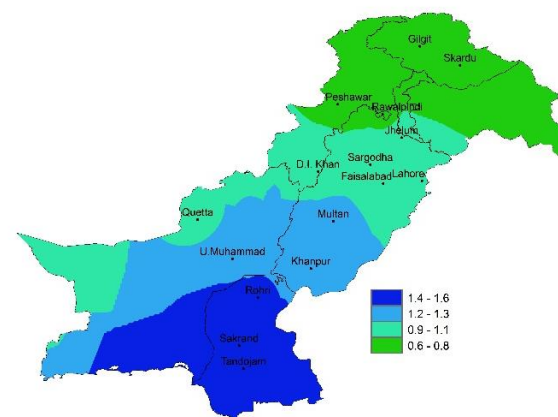 Gilgit
Skardu
Peshawar
Rawalpindi
Jhelum
Sargodha
D.I. Khan
Faisalabad
Lahore
Quetta
Multan
U.Muhammad
Khanpur
Rohri
Sakrand
Tandojam
1.4 - 1.6
1.2 - 1.3
0.9 - 1.1
0.6 - 0.8